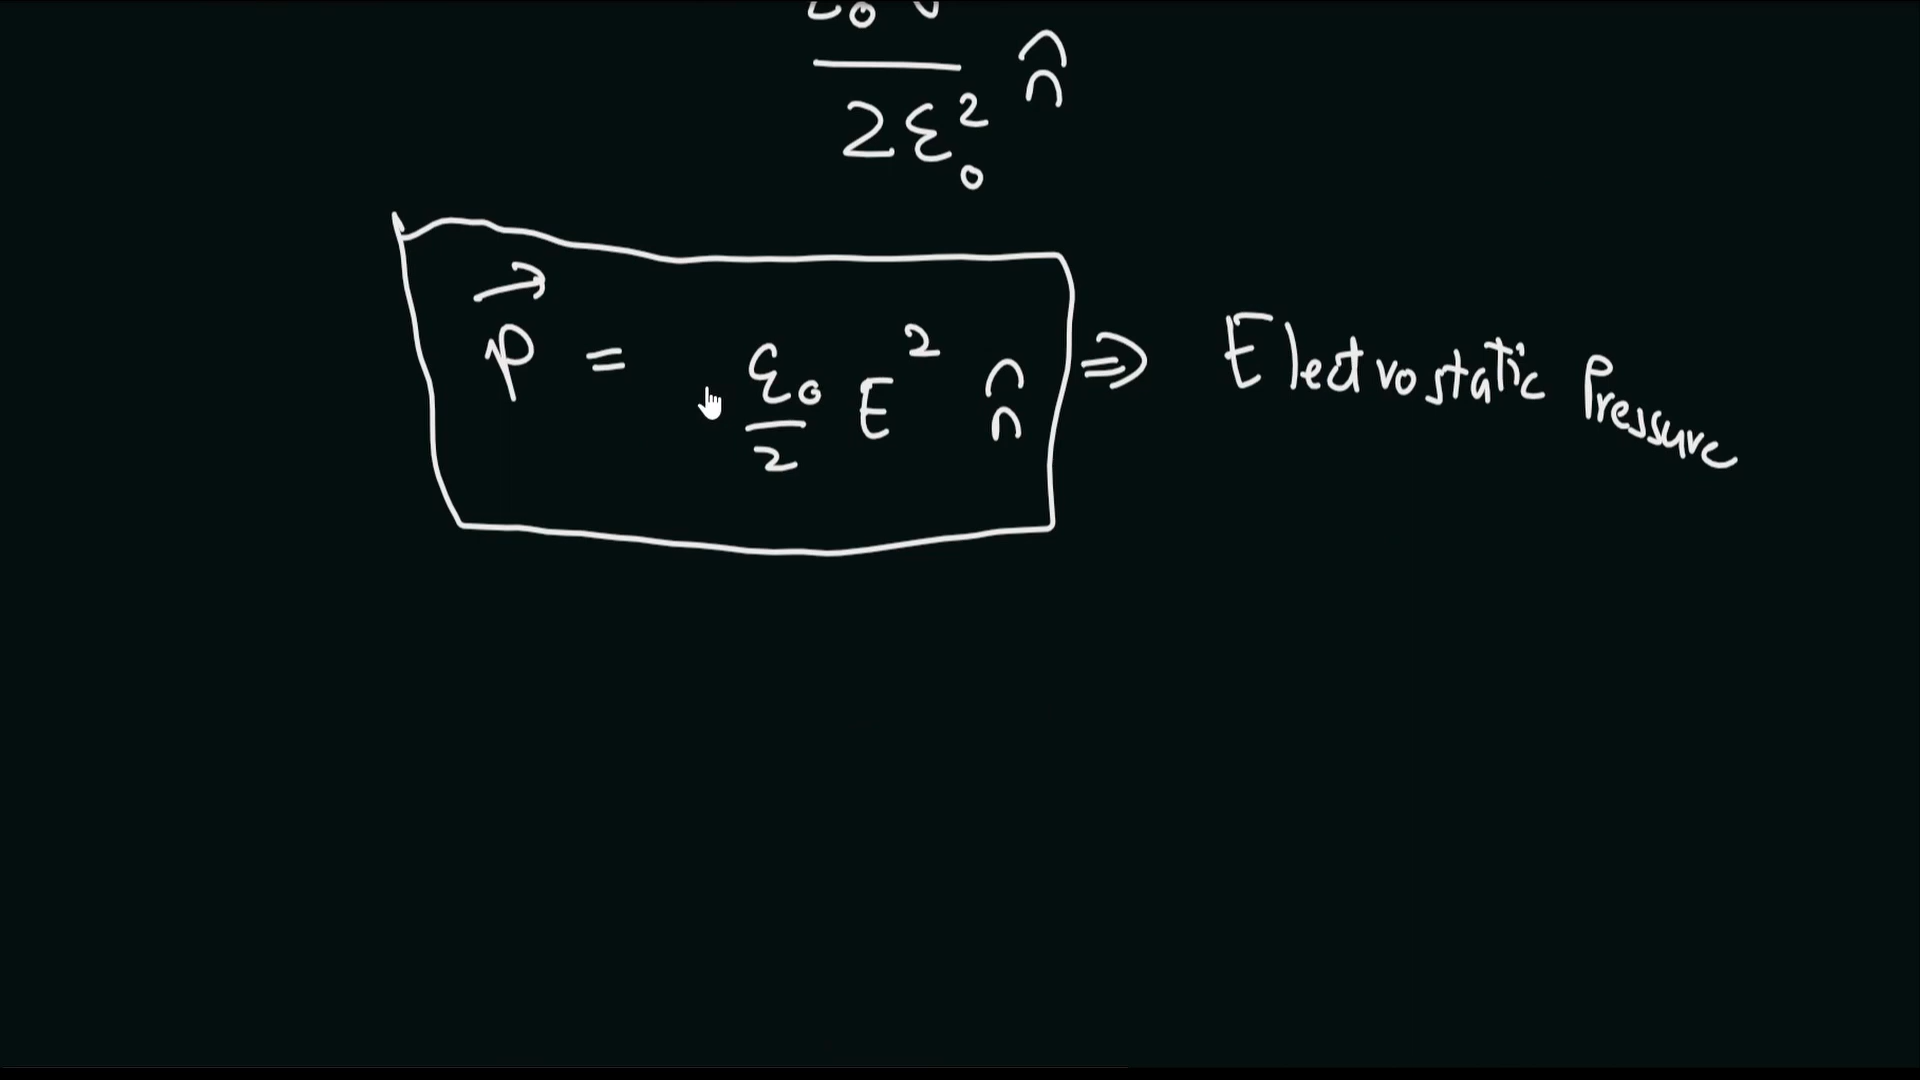 2ε₀² n̂
p⃗ = ε₀/2 E² n̂ ⇒ Electrostatic Pressure